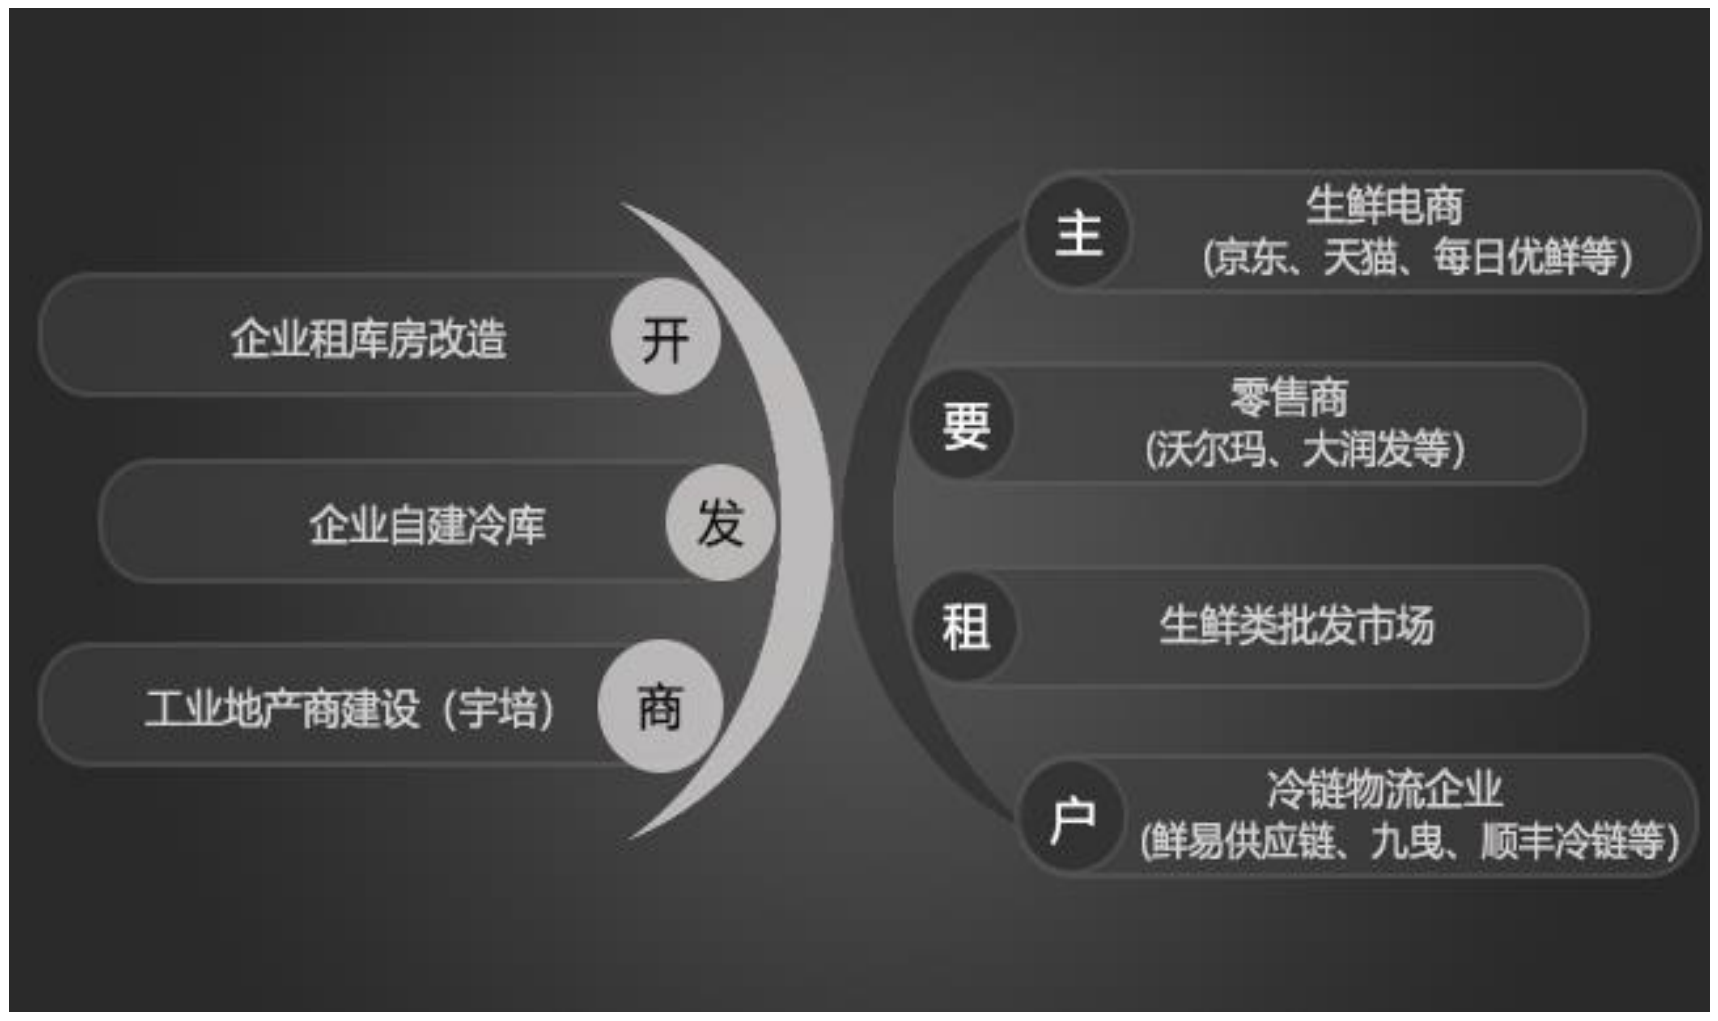 企业租库房改造
开
企业自建冷库
发
工业地产商建设（宇培）
商
主
生鲜电商
(京东、天猫、每日优鲜等)
要
零售商
(沃尔玛、大润发等)
租
生鲜类批发市场
户
冷链物流企业
(鲜易供应链、九曳、顺丰冷链等)